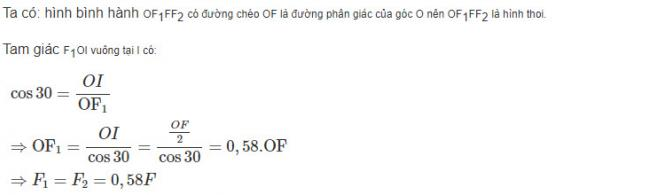 Ta có: hình bình hành OF₁FF₂ có đường chéo OF là đường phân giác của góc O nên OF₁FF₂ là hình thoi.
Tam giác F₁OI vuông tại I có:
cos 30 = OI / OF₁
⇒ OF₁ = OI / cos 30 = (OF / 2) / cos 30 = 0,58.OF
⇒ F₁ = F₂ = 0,58F